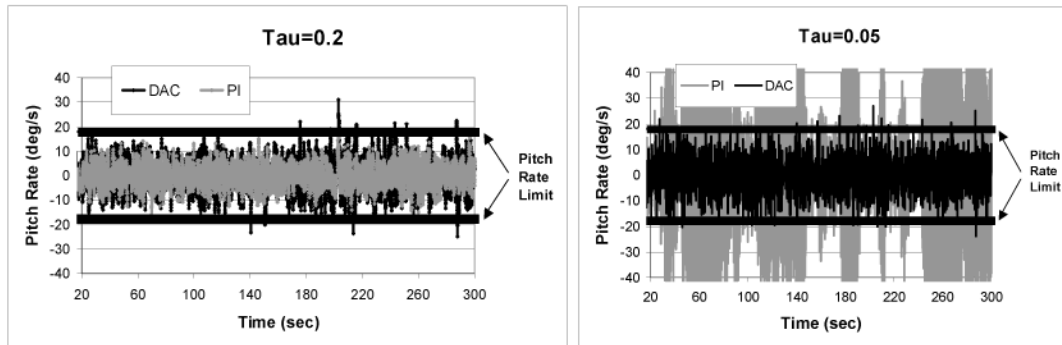 Tau=0.2
DAC PI
Pitch Rate (deg/s)
40
30
20
10
0
-10
-20
-30
-40
20 60 100 140 180 220 260 300
Time (sec)
Pitch
Rate
Limit
Tau=0.05
PI DAC
Pitch Rate (deg/s)
40
30
20
10
0
-10
-20
-30
-40
20 60 100 140 180 220 260 300
Time (sec)
Pitch
Rate
Limit